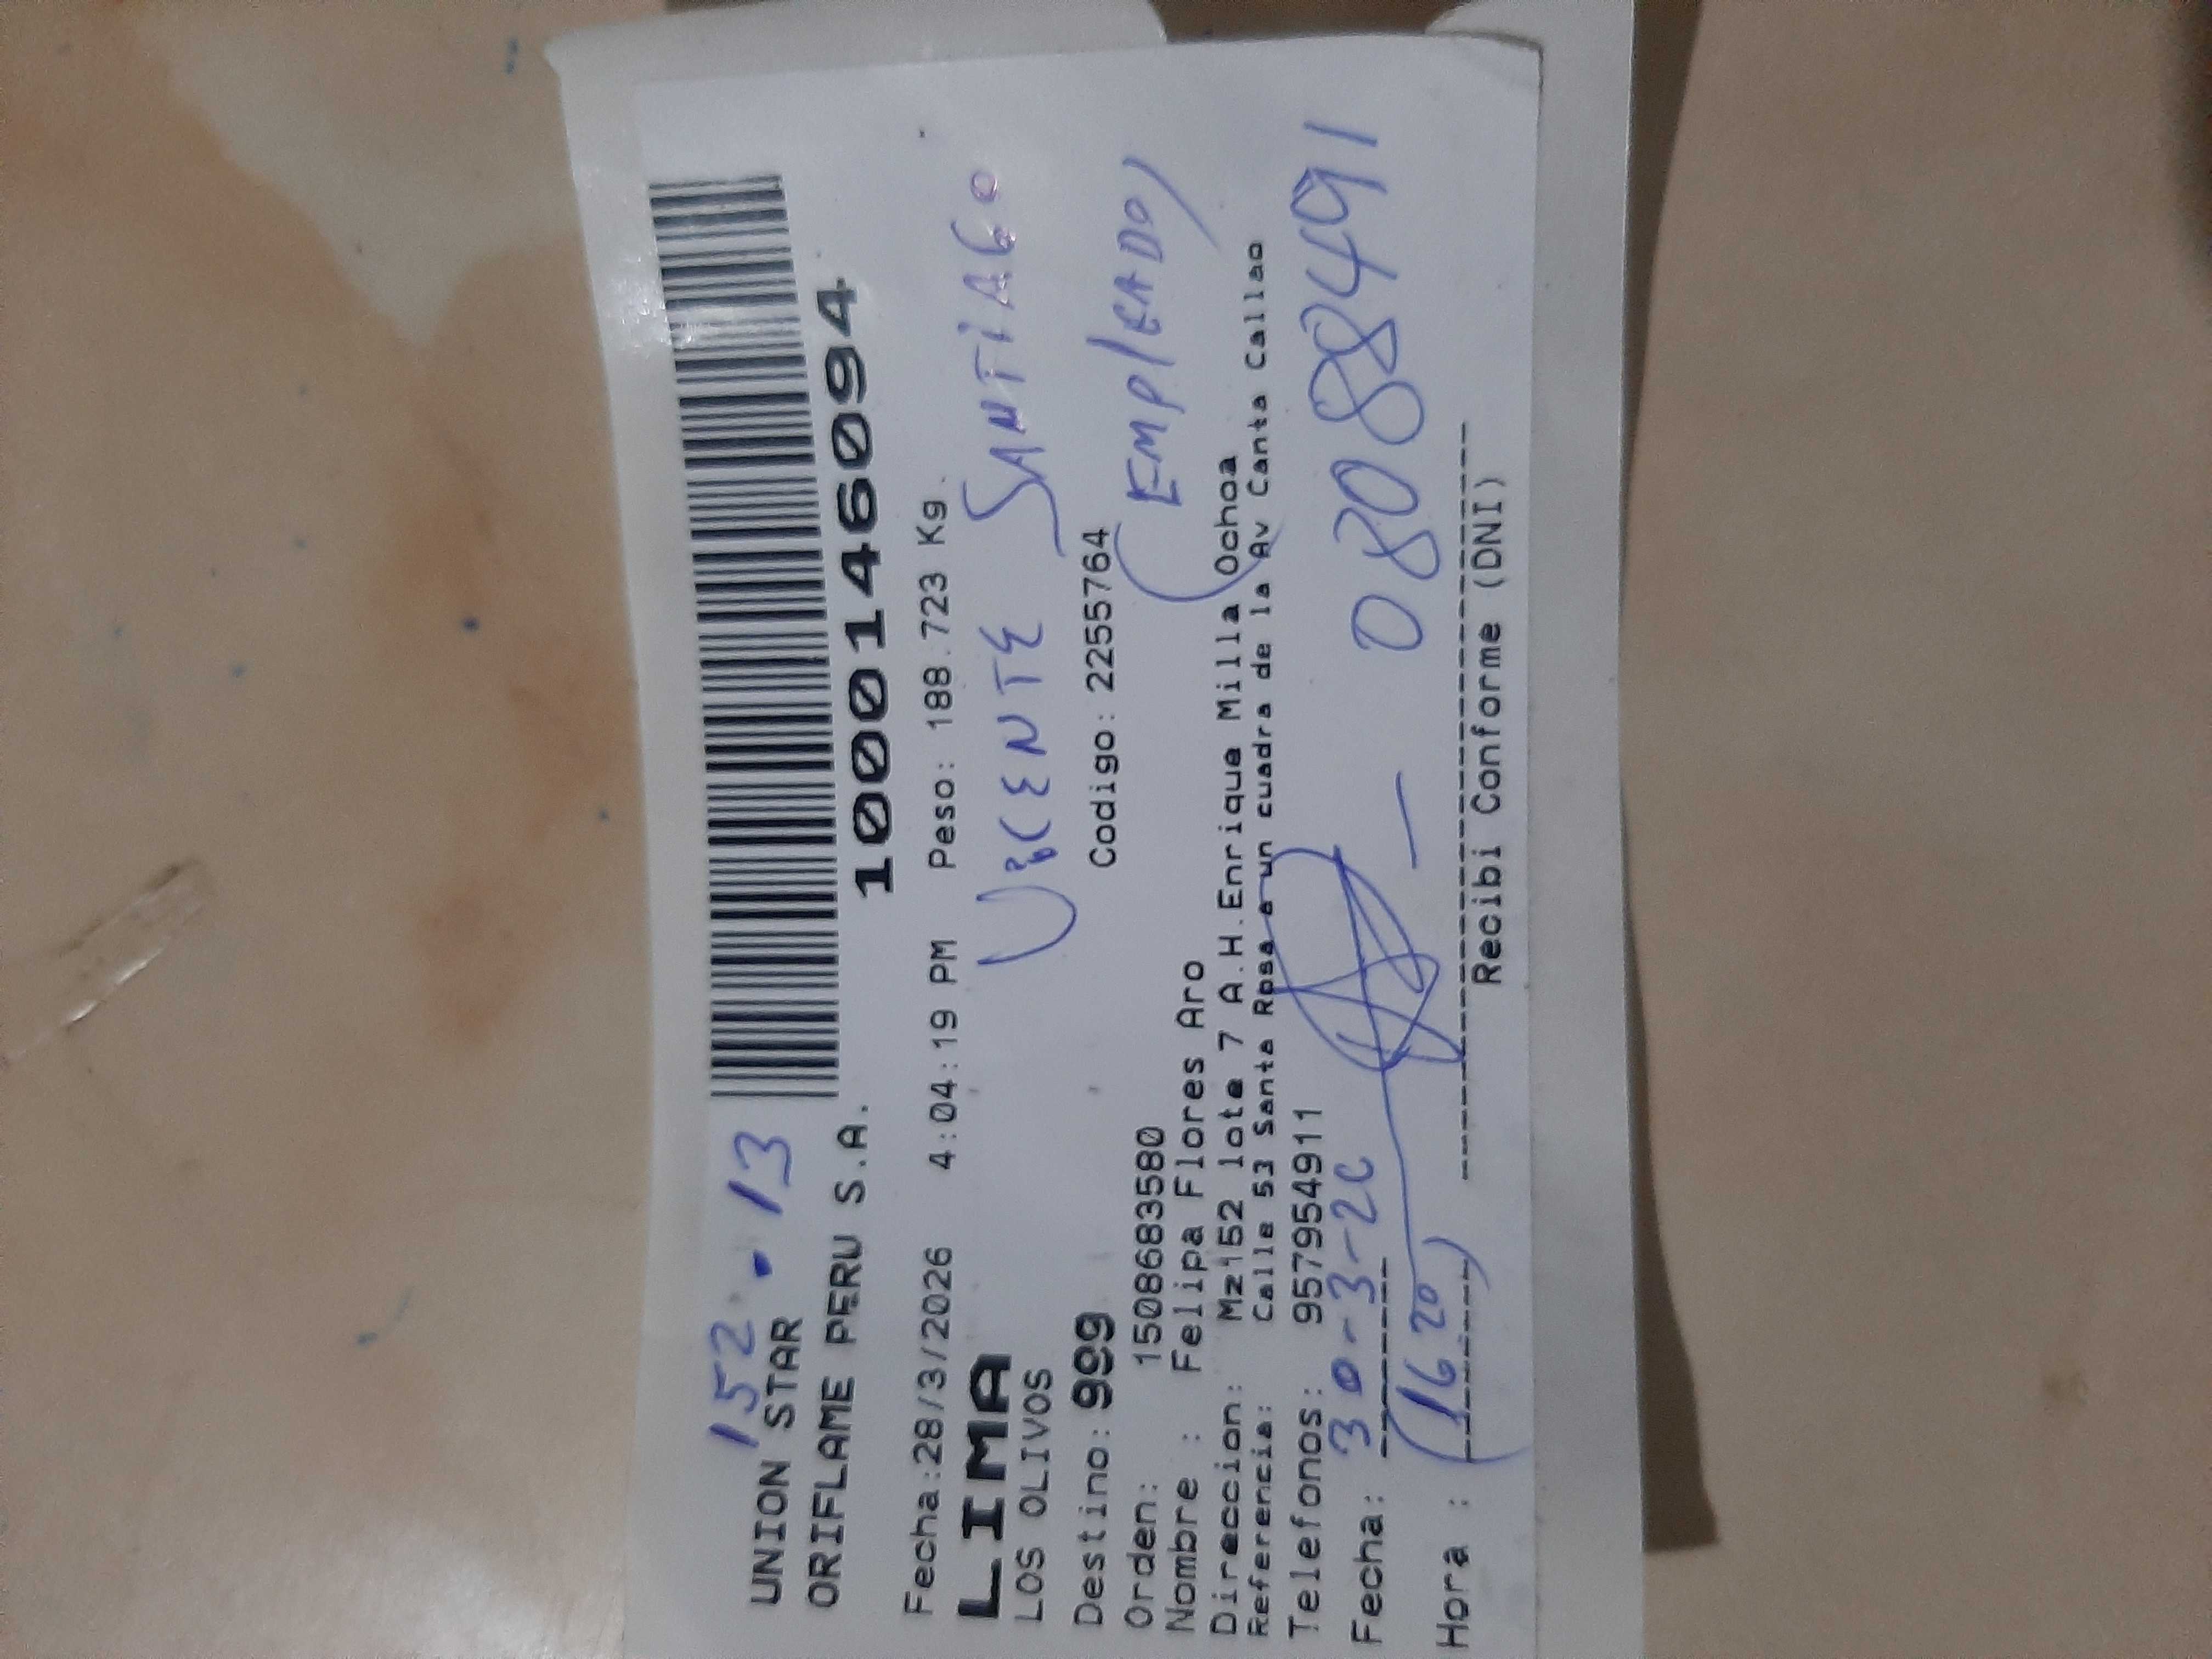 152 - 13
UNION STAR
ORIFLAME PERU S.A.
1000146094
Fecha:28/3/2026 4:04:19 PM Peso: 188.723 Kg.
LIMA
VICENTE SANTIAGO
LOS OLIVOS
Destino: 999 Codigo: 2255764
(EMPlEADO)
Orden: 1508683580
Nombre : Felipa Flores Aro
Direccion: Mz152 lote 7 A.H.Enrique Milla Ochoa
Referencia: Calle 53 Santa Rosa a un cuadra de la Av Canta Callao
Telefonos: 957954911
Fecha: 30-3-26
08088491
Hora : (16 20)
Recibi Conforme (DNI)